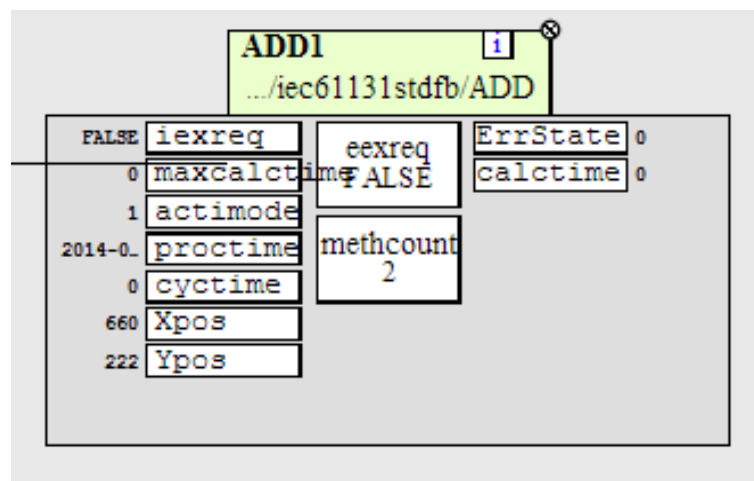 ADD1 i
.../iec61131stdfb/ADD
FALSE iexreq
0 maxcalctime
1 actimode
2014-0… proctime
0 cyctime
660 Xpos
222 Ypos
eexreq
FALSE
methcount
2
ErrState 0
calctime 0